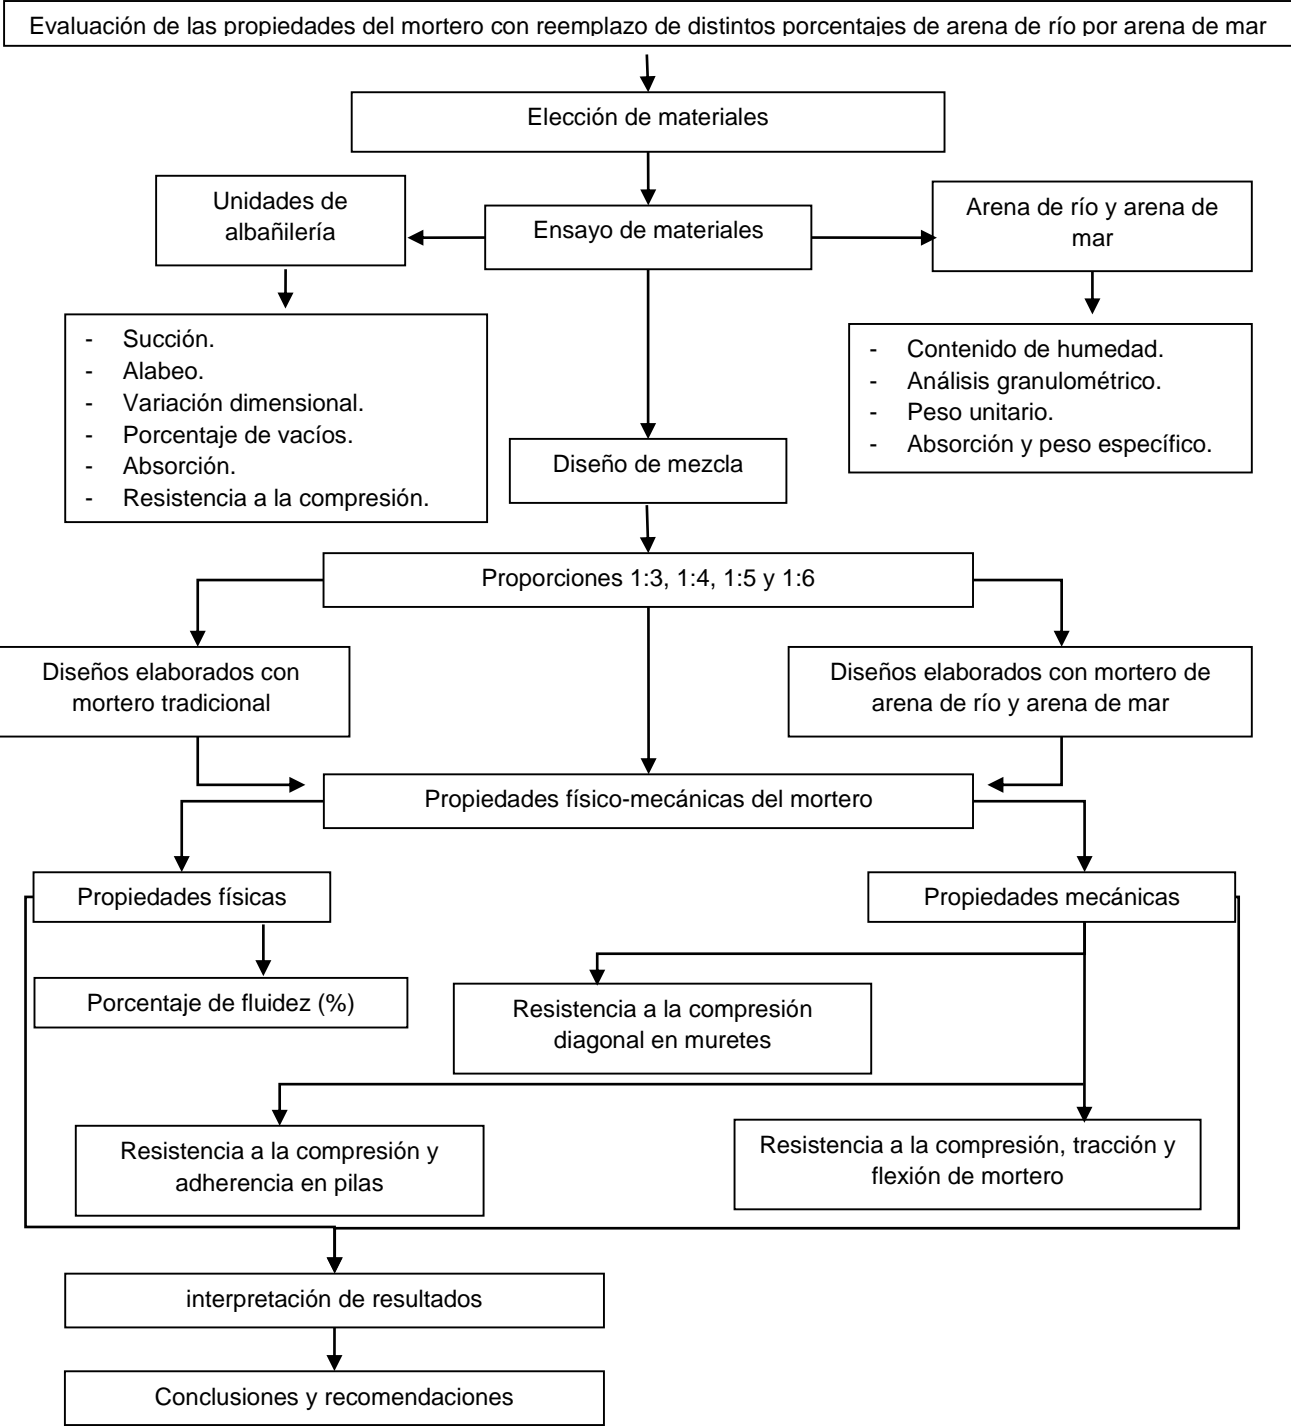 Evaluación de las propiedades del mortero con reemplazo de distintos porcentajes de arena de río por arena de mar
Elección de materiales
Unidades de
albañilería
Ensayo de materiales
Arena de río y arena de
mar
- Succión.
- Alabeo.
- Variación dimensional.
- Porcentaje de vacíos.
- Absorción.
- Resistencia a la compresión.
- Contenido de humedad.
- Análisis granulométrico.
- Peso unitario.
- Absorción y peso específico.
Diseño de mezcla
Proporciones 1:3, 1:4, 1:5 y 1:6
Diseños elaborados con
mortero tradicional
Diseños elaborados con mortero de
arena de río y arena de mar
Propiedades físico-mecánicas del mortero
Propiedades físicas
Propiedades mecánicas
Porcentaje de fluidez (%)
Resistencia a la compresión
diagonal en muretes
Resistencia a la compresión y
adherencia en pilas
Resistencia a la compresión, tracción y
flexión de mortero
interpretación de resultados
Conclusiones y recomendaciones